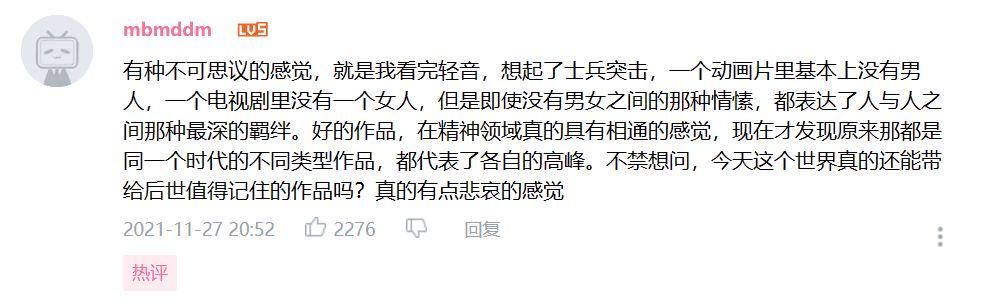 mbmddm LV5
有种不可思议的感觉，就是我看完轻音，想起了士兵突击，一个动画片里基本上没有男
人，一个电视剧里没有一个女人，但是即使没有男女之间的那种情愫，都表达了人与人之
间那种最深的羁绊。好的作品，在精神领域真的具有相通的感觉，现在才发现原来那都是
同一个时代的不同类型作品，都代表了各自的高峰。不禁想问，今天这个世界真的还能带
给后世值得记住的作品吗？真的有点悲哀的感觉
2021-11-27 20:52 2276 回复
热评